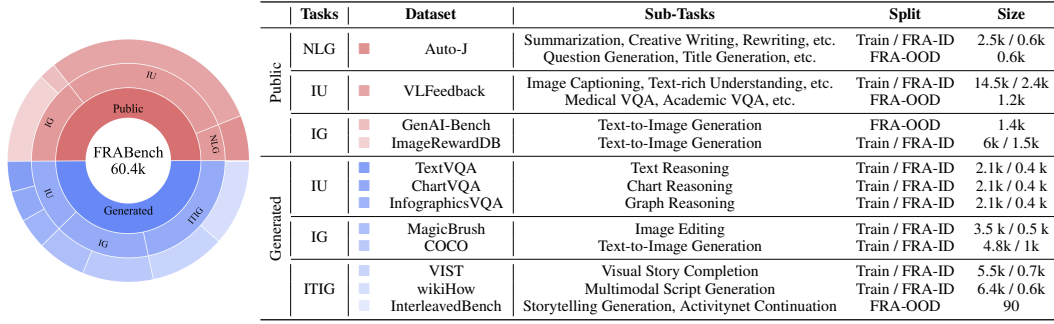 IU
Public
IG
NLG
FRABench
60.4k
IU
Generated
ITIG
IG
Tasks Dataset Sub-Tasks Split Size
Public
NLG Auto-J Summarization, Creative Writing, Rewriting, etc. Train / FRA-ID 2.5k / 0.6k
Question Generation, Title Generation, etc. FRA-OOD 0.6k
IU VLFeedback Image Captioning, Text-rich Understanding, etc. Train / FRA-ID 14.5k / 2.4k
Medical VQA, Academic VQA, etc. FRA-OOD 1.2k
IG GenAI-Bench Text-to-Image Generation FRA-OOD 1.4k
ImageRewardDB Text-to-Image Generation Train / FRA-ID 6k / 1.5k
Generated
IU TextVQA Text Reasoning Train / FRA-ID 2.1k / 0.4 k
ChartVQA Chart Reasoning Train / FRA-ID 2.1k / 0.4 k
InfographicsVQA Graph Reasoning Train / FRA-ID 2.1k / 0.4 k
IG MagicBrush Image Editing Train / FRA-ID 3.5 k / 0.5 k
COCO Text-to-Image Generation Train / FRA-ID 4.8k / 1k
ITIG VIST Visual Story Completion Train / FRA-ID 5.5k / 0.7k
wikiHow Multimodal Script Generation Train / FRA-ID 6.4k / 0.6k
InterleavedBench Storytelling Generation, Activitynet Continuation FRA-OOD 90